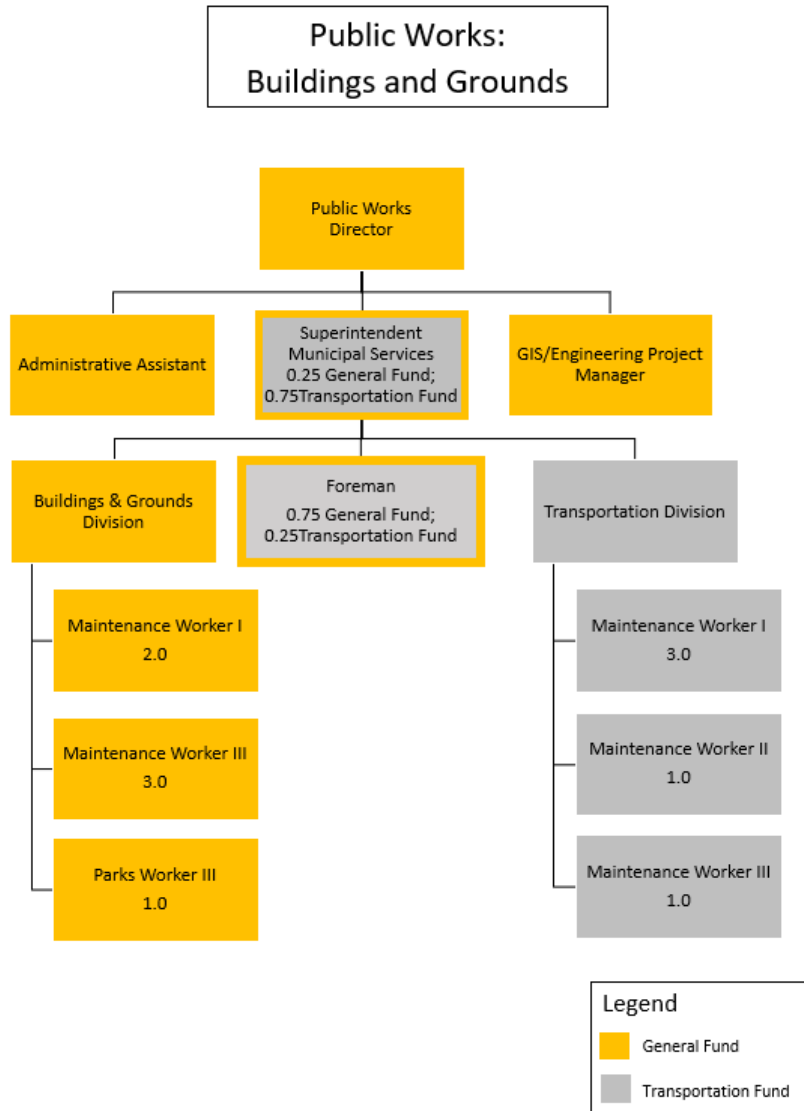 Public Works:
Buildings and Grounds
Public Works
Director
Administrative Assistant
Superintendent
Municipal Services
0.25 General Fund;
0.75Transportation Fund
GIS/Engineering Project
Manager
Buildings & Grounds
Division
Foreman
0.75 General Fund;
0.25Transportation Fund
Transportation Division
Maintenance Worker I
2.0
Maintenance Worker III
3.0
Parks Worker III
1.0
Maintenance Worker I
3.0
Maintenance Worker II
1.0
Maintenance Worker III
1.0
Legend
General Fund
Transportation Fund